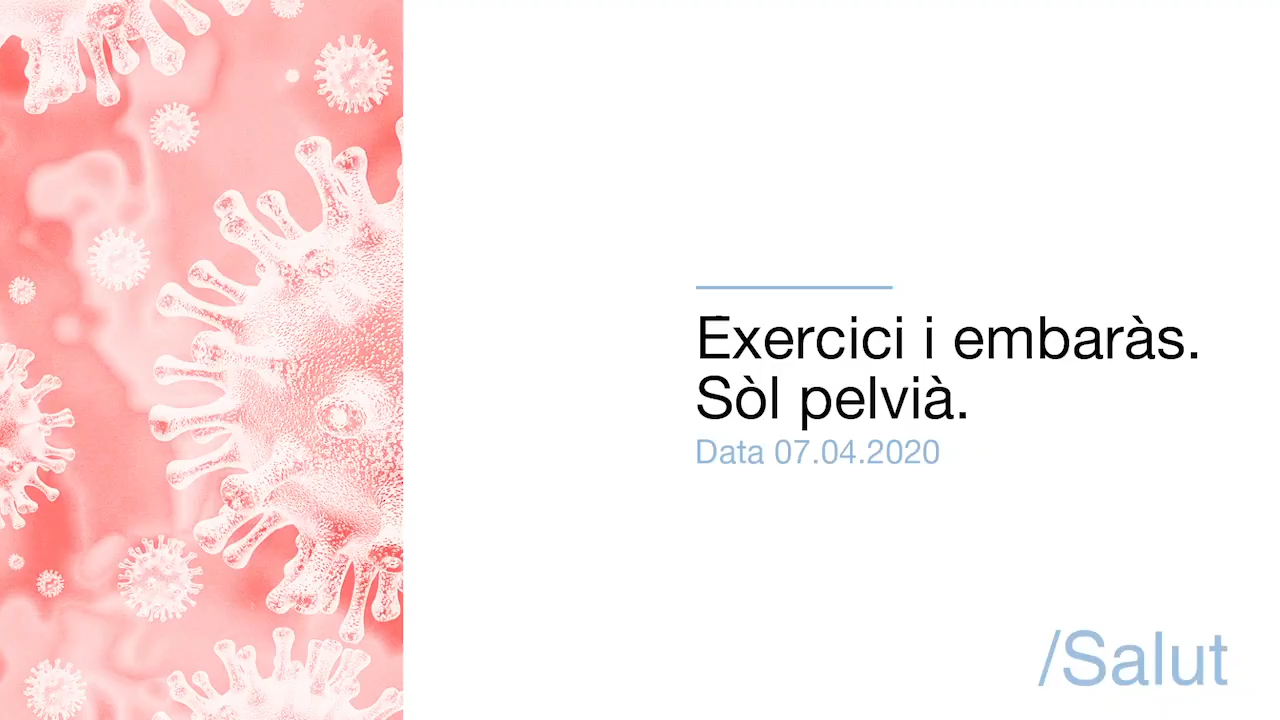 Exercici i embaràs.
Sòl pelvià.
Data 07.04.2020
/Salut